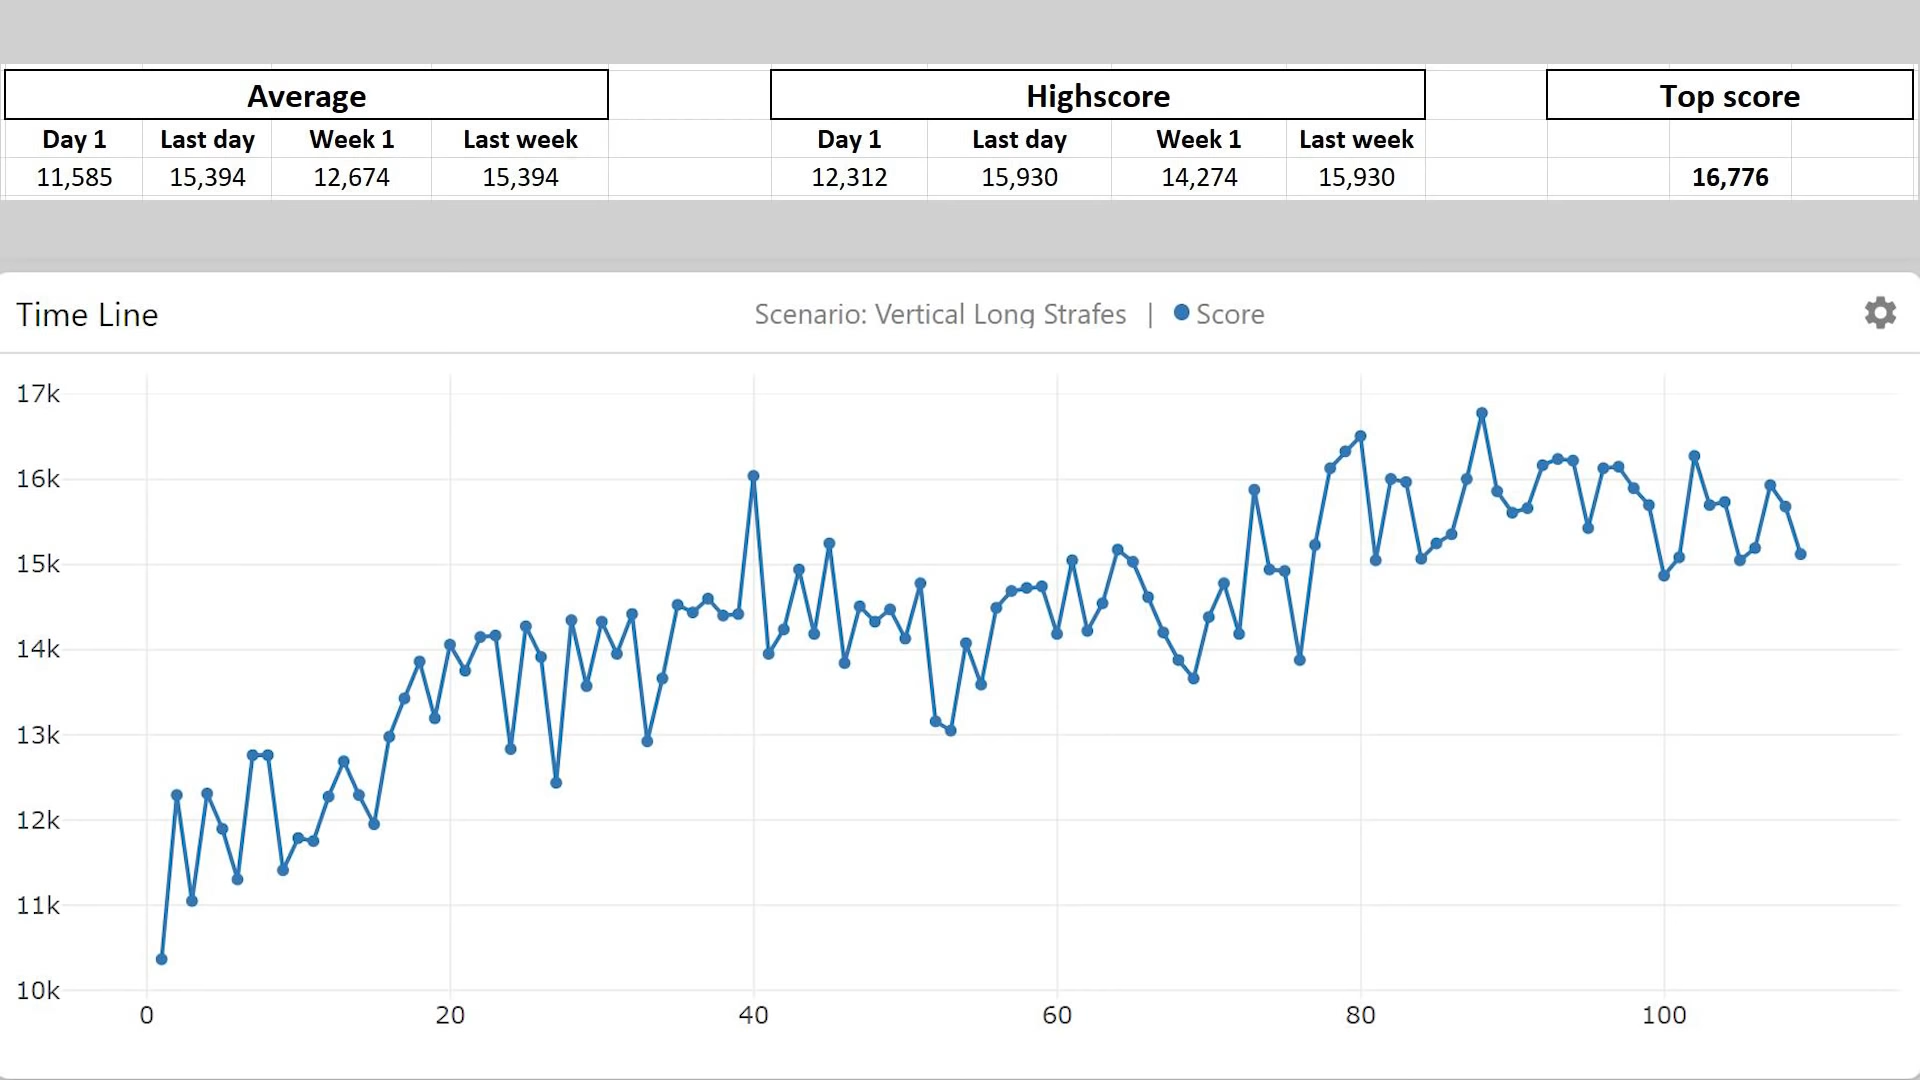 Average Highscore Top score
Day 1 Last day Week 1 Last week Day 1 Last day Week 1 Last week
11,585 15,394 12,674 15,394 12,312 15,930 14,274 15,930 16,776
Time Line Scenario: Vertical Long Strafes | Score
17k
16k
15k
14k
13k
12k
11k
10k
0 20 40 60 80 100